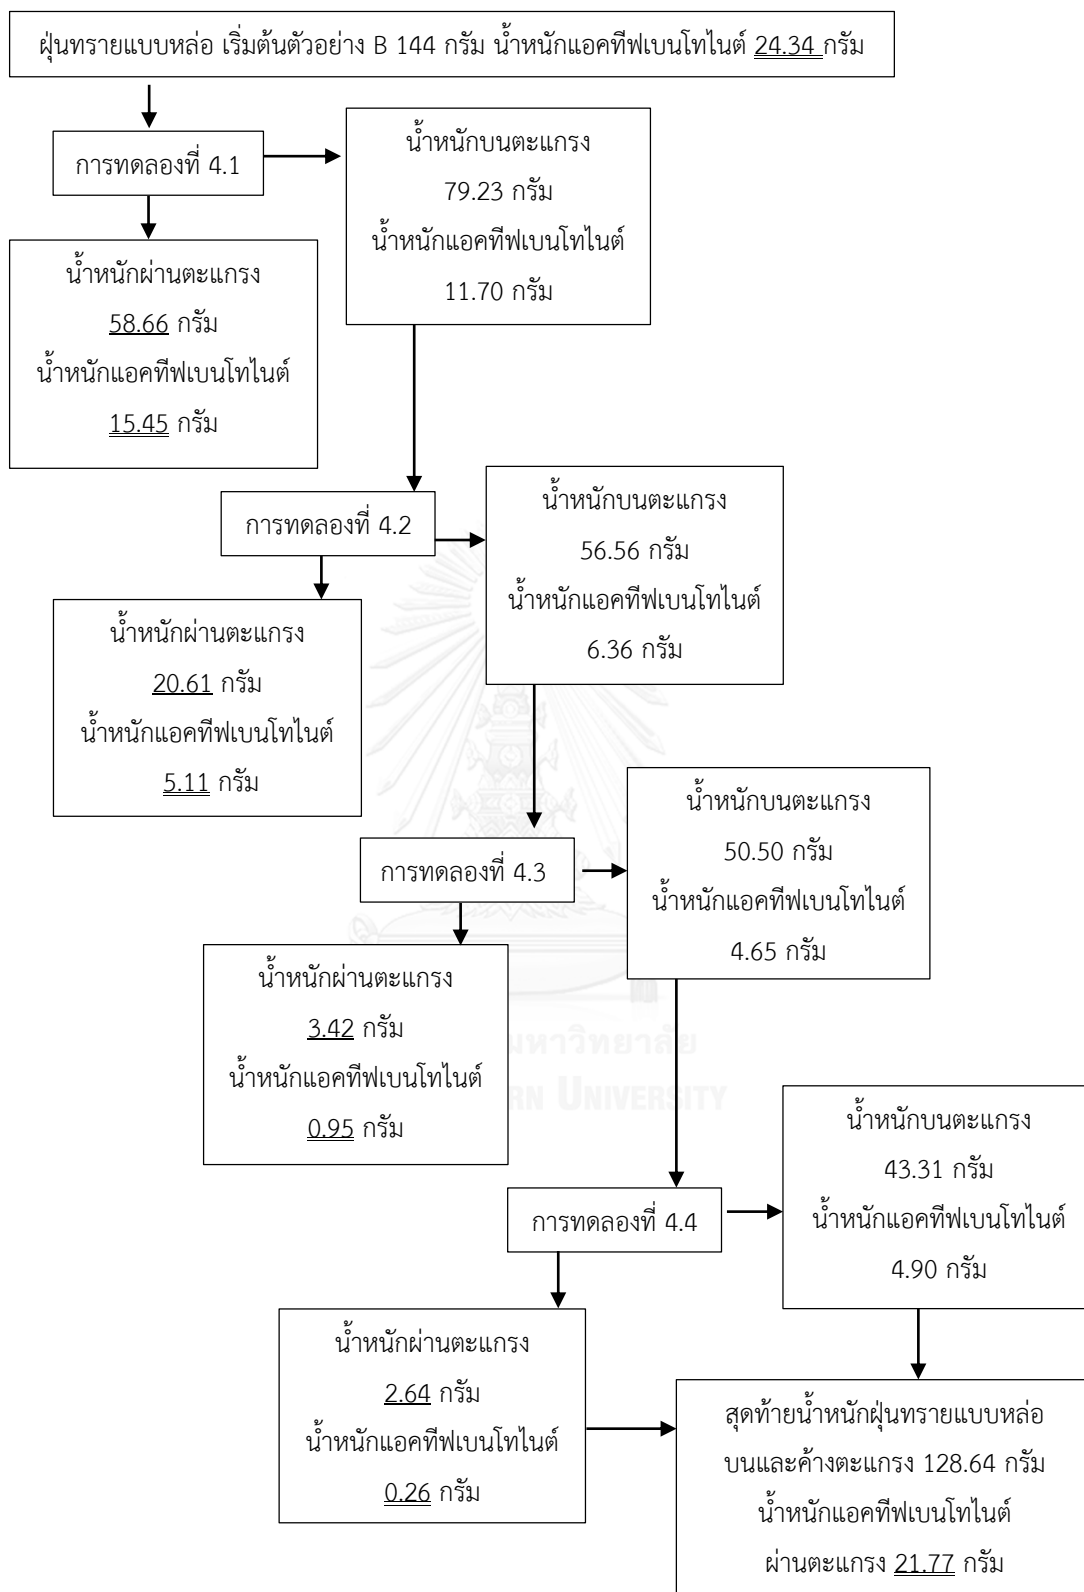 ฝุ่นทรายแบบหล่อ เริ่มต้นตัวอย่าง B 144 กรัม น้ำหนักแอคทีฟเบนโทไนต์ 24.34 กรัม
การทดลองที่ 4.1
น้ำหนักบนตะแกรง
79.23 กรัม
น้ำหนักแอคทีฟเบนโทไนต์
11.70 กรัม
น้ำหนักผ่านตะแกรง
58.66 กรัม
น้ำหนักแอคทีฟเบนโทไนต์
15.45 กรัม
การทดลองที่ 4.2
น้ำหนักบนตะแกรง
56.56 กรัม
น้ำหนักแอคทีฟเบนโทไนต์
6.36 กรัม
น้ำหนักผ่านตะแกรง
20.61 กรัม
น้ำหนักแอคทีฟเบนโทไนต์
5.11 กรัม
การทดลองที่ 4.3
น้ำหนักบนตะแกรง
50.50 กรัม
น้ำหนักแอคทีฟเบนโทไนต์
4.65 กรัม
น้ำหนักผ่านตะแกรง
3.42 กรัม
น้ำหนักแอคทีฟเบนโทไนต์
0.95 กรัม
มหาวิทยาลัย
RN UNIVERSITY
การทดลองที่ 4.4
น้ำหนักบนตะแกรง
43.31 กรัม
น้ำหนักแอคทีฟเบนโทไนต์
4.90 กรัม
น้ำหนักผ่านตะแกรง
2.64 กรัม
น้ำหนักแอคทีฟเบนโทไนต์
0.26 กรัม
สุดท้ายน้ำหนักฝุ่นทรายแบบหล่อ
บนและค้างตะแกรง 128.64 กรัม
น้ำหนักแอคทีฟเบนโทไนต์
ผ่านตะแกรง 21.77 กรัม